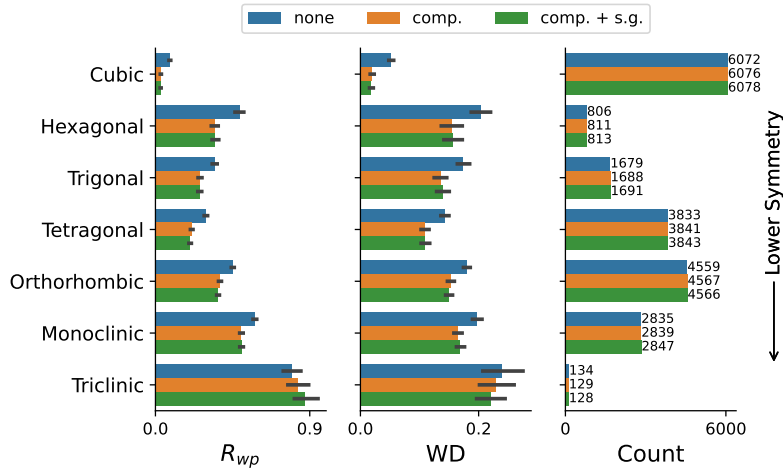 none comp. comp. + s.g.
Cubic
Hexagonal
Trigonal
Tetragonal
Orthorhombic
Monoclinic
Triclinic
6072
6076
6078
806
811
813
1679
1688
1691
3833
3841
3843
4559
4567
4566
2835
2839
2847
134
129
128
Lower Symmetry
0.0 0.9
0.2
0 6000
R_wp
WD
Count